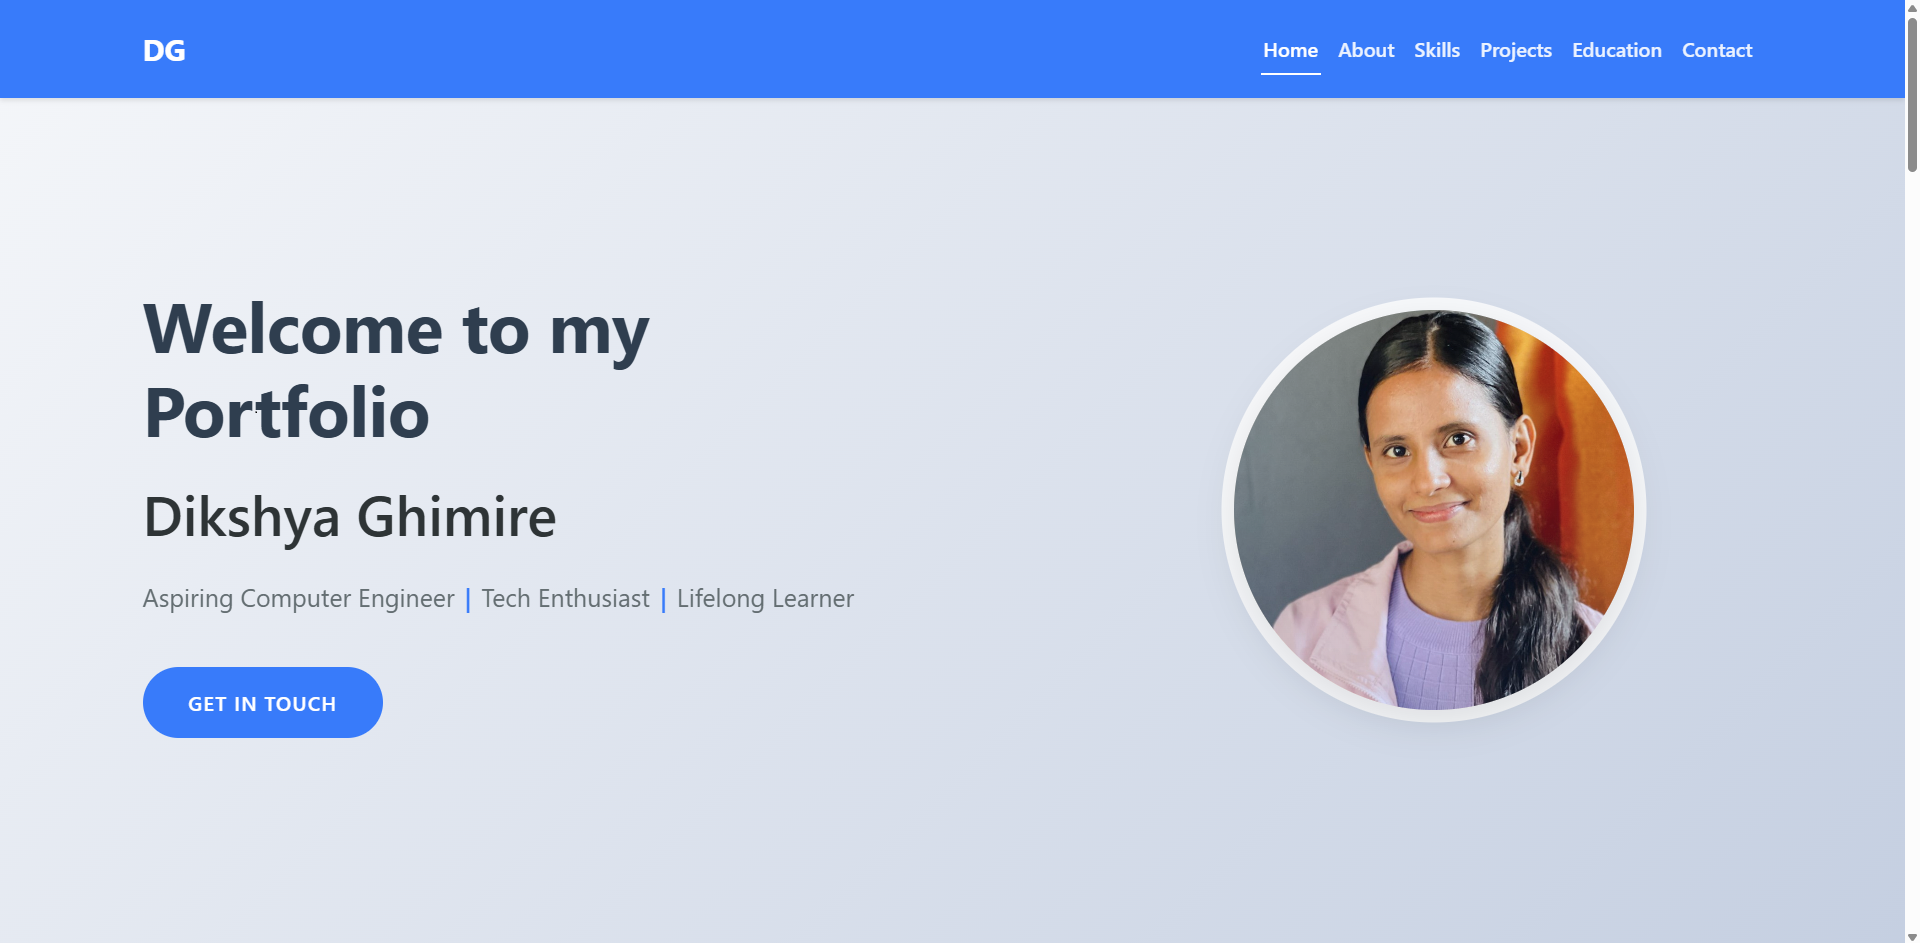 DG
Home About Skills Projects Education Contact
Welcome to my
Portfolio
Dikshya Ghimire
Aspiring Computer Engineer | Tech Enthusiast | Lifelong Learner
GET IN TOUCH